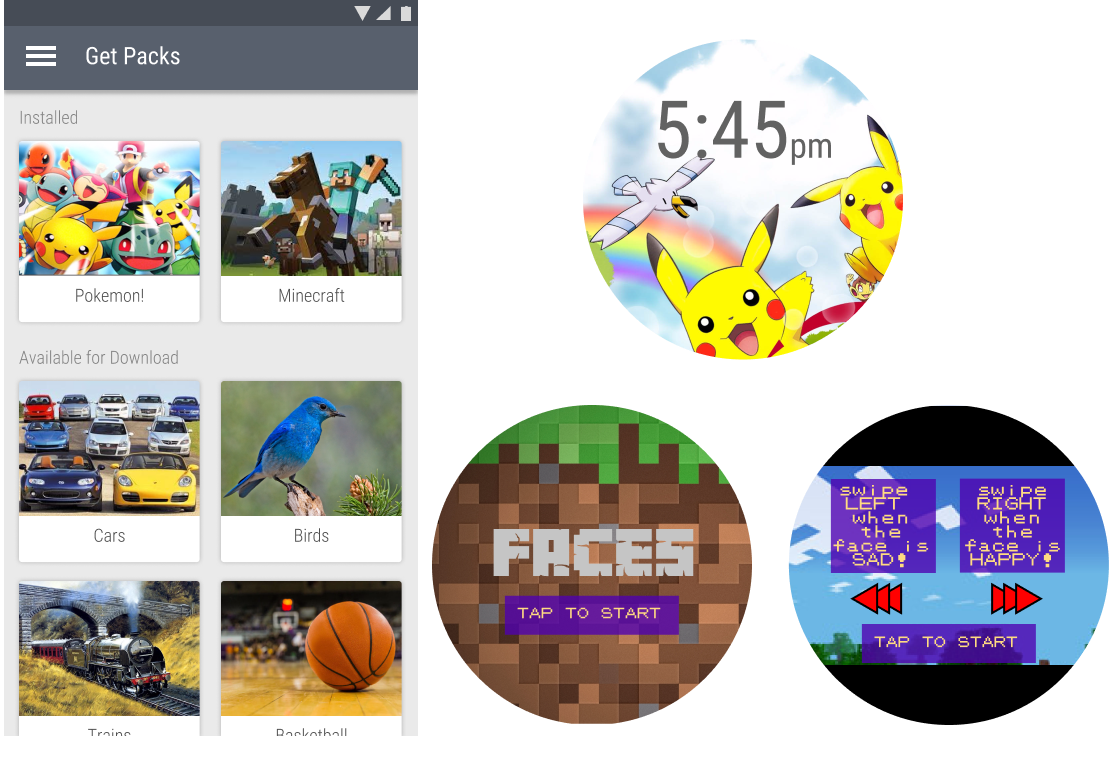 Get Packs
Installed
Pokemon!
Minecraft
Available for Download
Cars
Birds
Trains
Basketball
5:45pm
FACES
TAP TO START
swipe
LEFT
when
the
face is
SAD!
swipe
RIGHT
when
the
face is
HAPPY!
TAP TO START